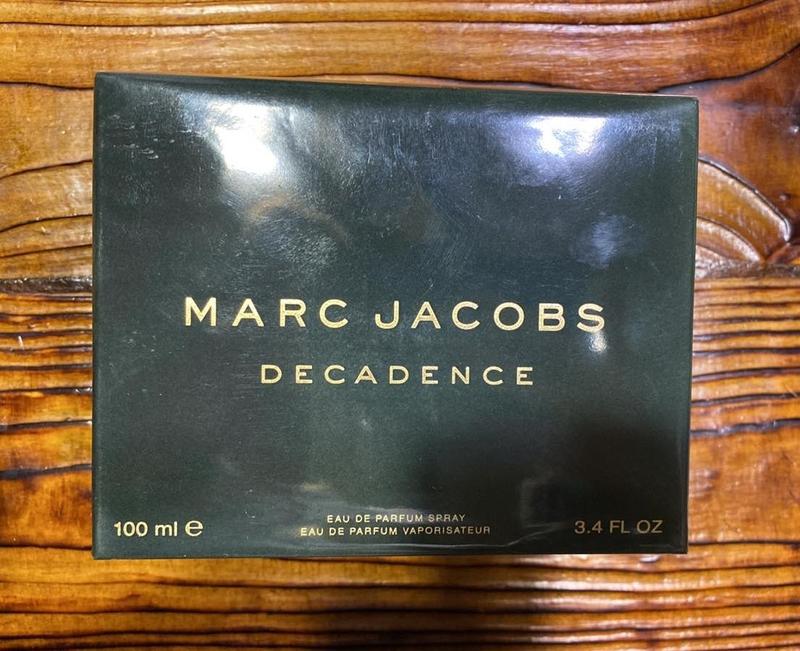 MARC JACOBS
DECADENCE
EAU DE PARFUM SPRAY
EAU DE PARFUM VAPORISATEUR
100 ml ℮
3.4 FL OZ